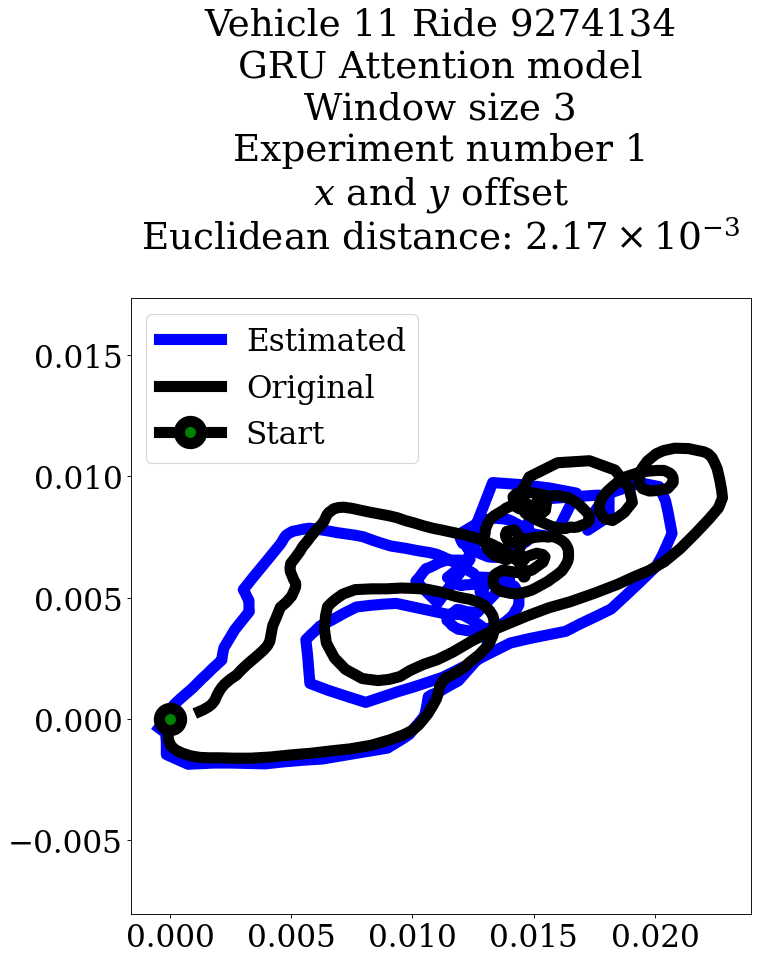 Vehicle 11 Ride 9274134
GRU Attention model
Window size 3
Experiment number 1
x and y offset
Euclidean distance: 2.17 × 10⁻³
Estimated
Original
Start
0.015
0.010
0.005
0.000
−0.005
0.000 0.005 0.010 0.015 0.020